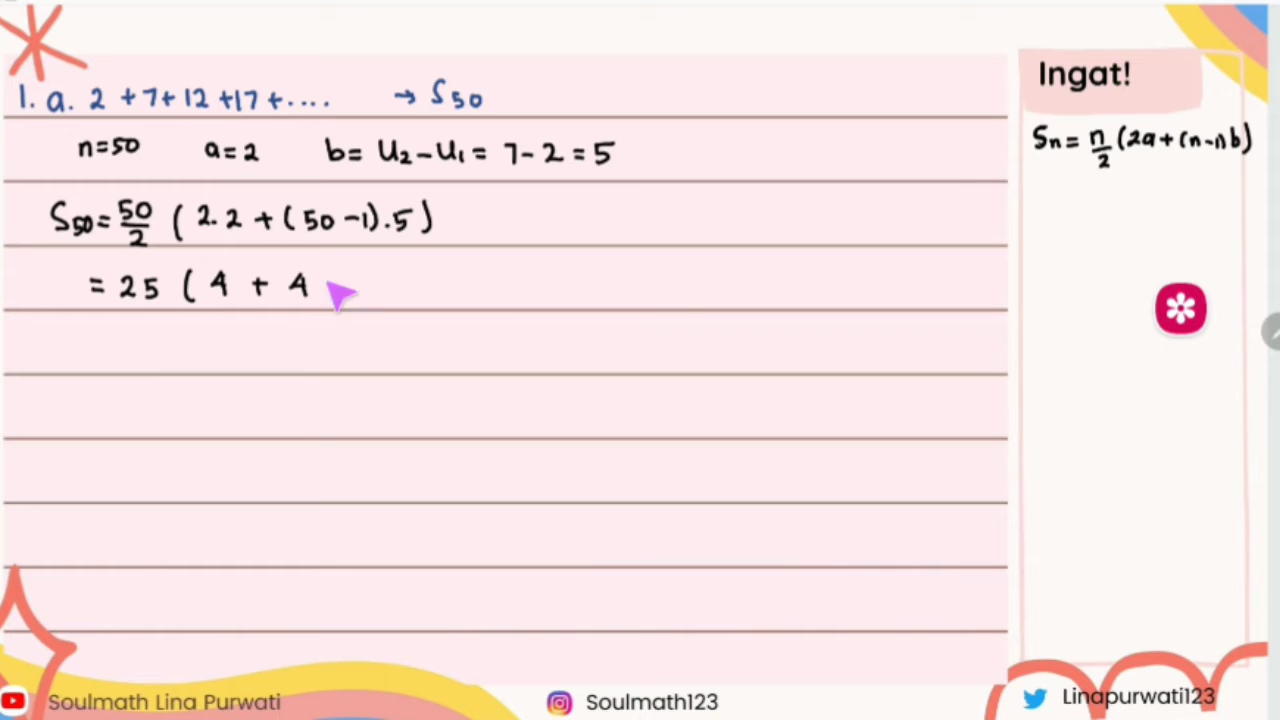 1. a. 2 + 7 + 12 + 17 + .... → S50
n = 50 a = 2 b = U2 - U1 = 7 - 2 = 5
S50 = 50/2 ( 2.2 + ( 50 - 1) . 5 )
= 25 ( 4 + 4
Ingat!
Sn = n/2 (2a + (n-1)b)
Soulmath Lina Purwati
Soulmath123
Linapurwati123